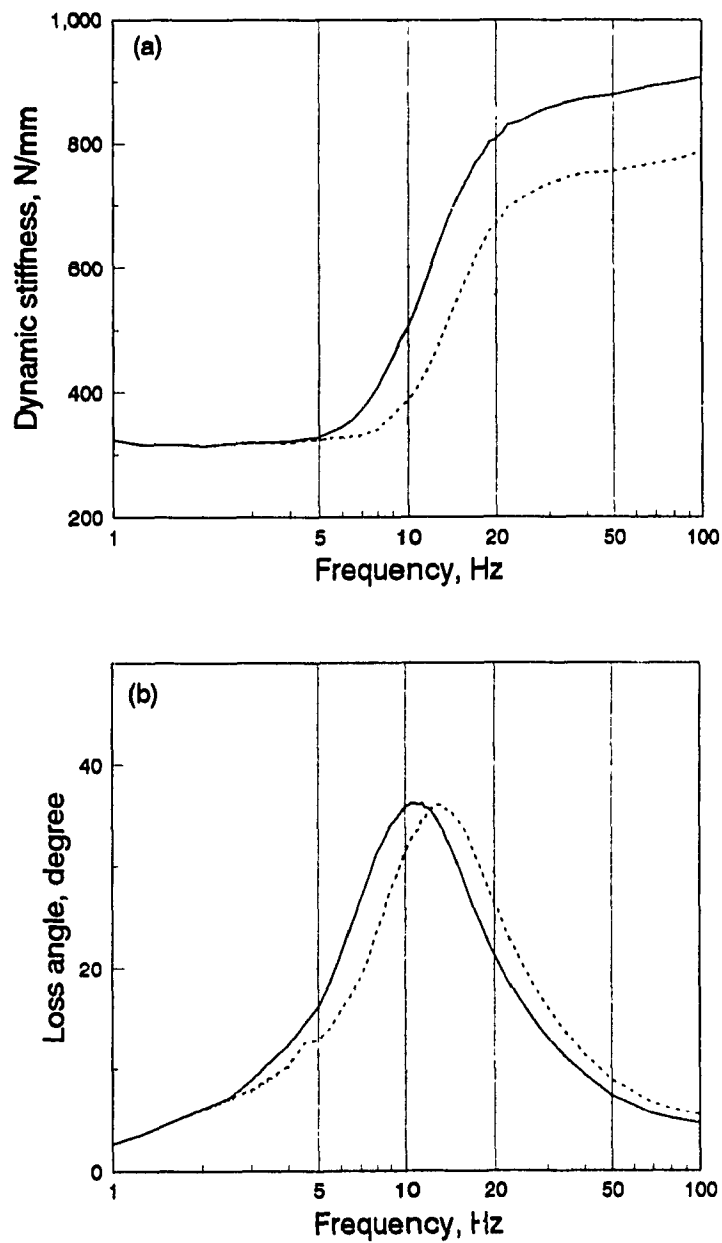 1,000
(a)
800
600
400
200
Dynamic stiffness, N/mm
1 5 10 20 50 100
Frequency, Hz
(b)
40
20
0
Loss angle, degree
1 5 10 20 50 100
Frequency, Hz